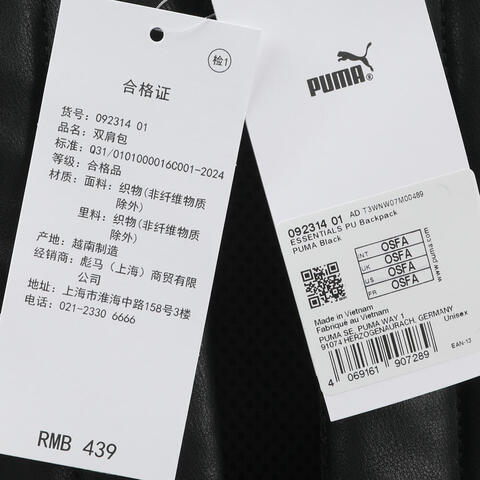 检1
合格证
货号: 092314 01
品名: 双肩包
标准: Q31/0101000016C001-2024
等级: 合格品
材质: 面料: 织物(非纤维物质
除外)
里料: 织物(非纤维物质
除外)
产地: 越南制造
经销商: 彪马(上海)商贸有限
公司
地址: 上海市淮海中路158号3楼
电话: 021-2330 6666
RMB 439
PUMA®
092314 01 AD T3WNW07M00489
ESSENTIALS PU Backpack
PUMA Black
INT OSFA
UK OSFA
US OSFA
FR OSFA
www.puma.com
Made in Vietnam
Fabriqué au Vietnam
PUMA SE, PUMA WAY 1
91074 HERZOGENAURACH, GERMANY
Unisex
EAN-13
4 069161 907289